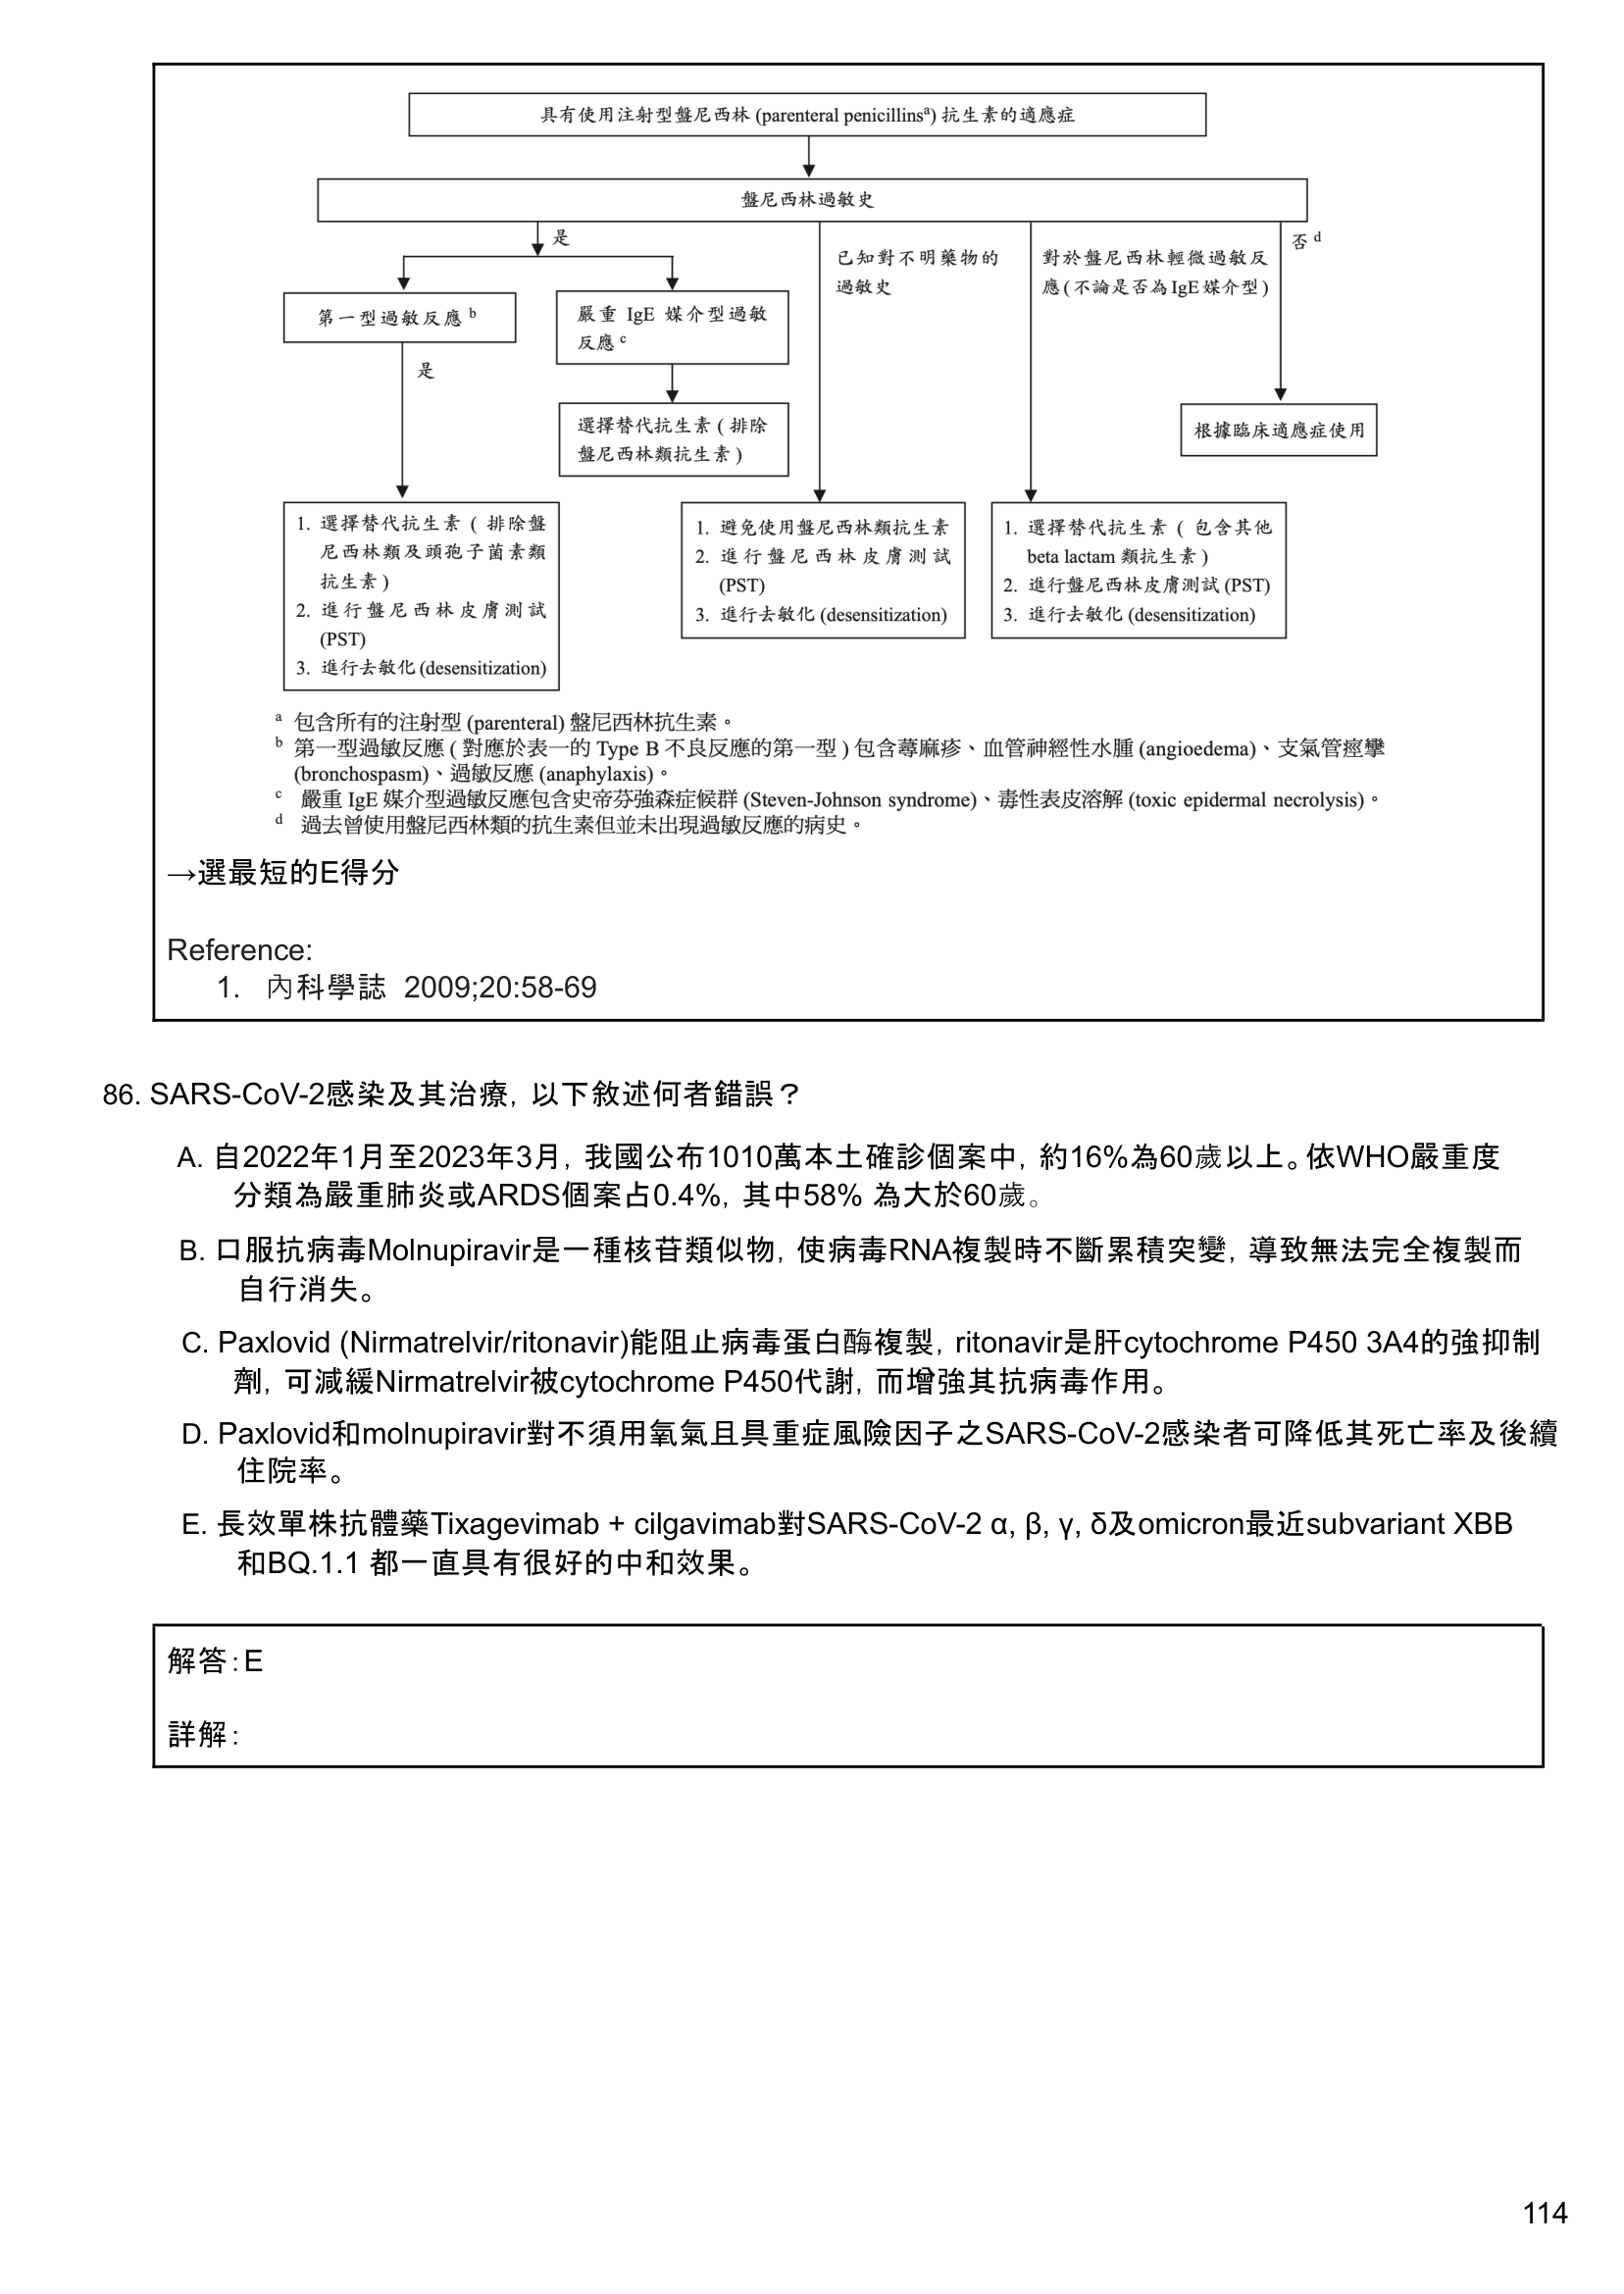 具有使用注射型盤尼西林 (parenteral penicillinsᵃ) 抗生素的適應症
盤尼西林過敏史
是
已知對不明藥物的
過敏史
對於盤尼西林輕微過敏反
應 ( 不論是否為 IgE 媒介型 )
否 ᵈ
第一型過敏反應 ᵇ
嚴重 IgE 媒介型過敏
反應 ᶜ
是
選擇替代抗生素 ( 排除
盤尼西林類抗生素 )
根據臨床適應症使用
1. 選擇替代抗生素 ( 排除盤
尼西林類及頭孢子菌素類
抗生素 )
2. 進行盤尼西林皮膚測試
(PST)
3. 進行去敏化 (desensitization)
1. 避免使用盤尼西林類抗生素
2. 進行盤尼西林皮膚測試
(PST)
3. 進行去敏化 (desensitization)
1. 選擇替代抗生素 ( 包含其他
beta lactam 類抗生素 )
2. 進行盤尼西林皮膚測試 (PST)
3. 進行去敏化 (desensitization)
ᵃ 包含所有的注射型 (parenteral) 盤尼西林抗生素。
ᵇ 第一型過敏反應 ( 對應於表一的 Type B 不良反應的第一型 ) 包含蕁麻疹、血管神經性水腫 (angioedema)、支氣管痙攣
(bronchospasm)、過敏反應 (anaphylaxis)。
ᶜ 嚴重 IgE 媒介型過敏反應包含史帝芬強森症候群 (Steven-Johnson syndrome)、毒性表皮溶解 (toxic epidermal necrolysis)。
ᵈ 過去曾使用盤尼西林類的抗生素但並未出現過敏反應的病史。
→選最短的E得分
Reference:
1. 內科學誌 2009;20:58-69
86. SARS-CoV-2感染及其治療，以下敘述何者錯誤？
A. 自2022年1月至2023年3月，我國公布1010萬本土確診個案中，約16%為60歲以上。依WHO嚴重度
分類為嚴重肺炎或ARDS個案占0.4%，其中58% 為大於60歲。
B. 口服抗病毒Molnupiravir是一種核苷類似物，使病毒RNA複製時不斷累積突變，導致無法完全複製而
自行消失。
C. Paxlovid (Nirmatrelvir/ritonavir)能阻止病毒蛋白酶複製，ritonavir是肝cytochrome P450 3A4的強抑制
劑，可減緩Nirmatrelvir被cytochrome P450代謝，而增強其抗病毒作用。
D. Paxlovid和molnupiravir對不須用氧氣且具重症風險因子之SARS-CoV-2感染者可降低其死亡率及後續
住院率。
E. 長效單株抗體藥Tixagevimab + cilgavimab對SARS-CoV-2 α, β, γ, δ及omicron最近subvariant XBB
和BQ.1.1 都一直具有很好的中和效果。
解答：E
詳解：
114